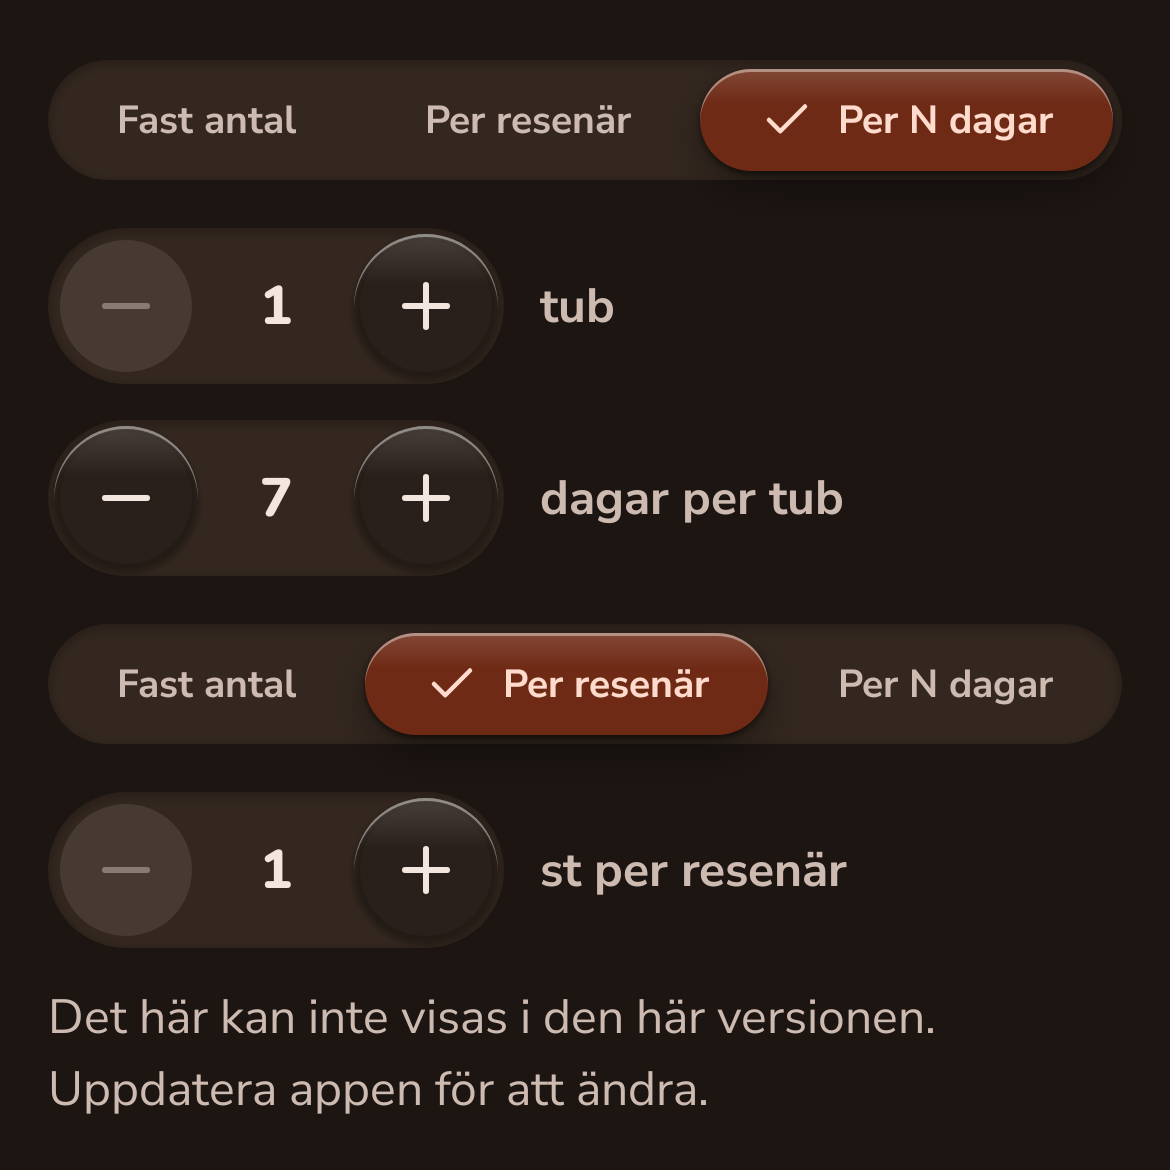 Fast antal Per resenär Per N dagar
1 tub
7 dagar per tub
Fast antal Per resenär Per N dagar
1 st per resenär
Det här kan inte visas i den här versionen.
Uppdatera appen för att ändra.